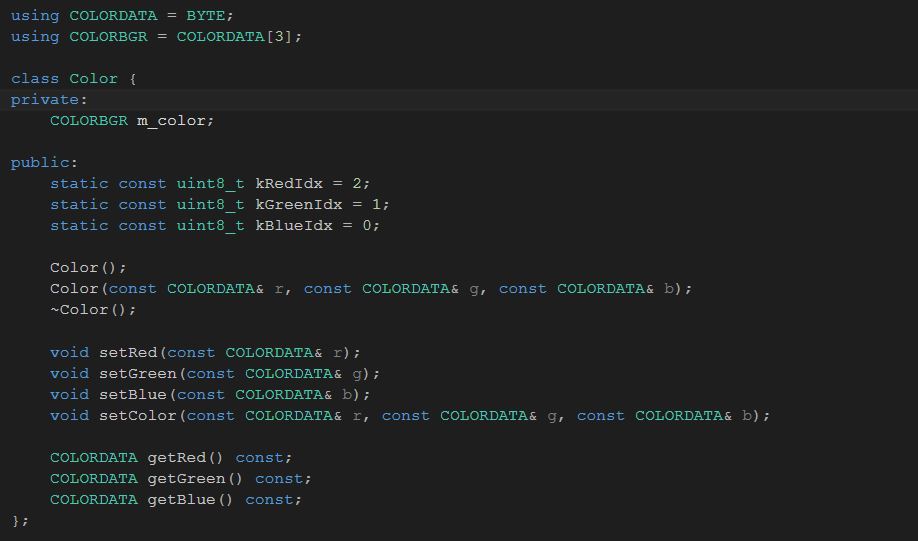 using COLORDATA = BYTE;
using COLORBGR = COLORDATA[3];
class Color {
private:
COLORBGR m_color;
public:
static const uint8_t kRedIdx = 2;
static const uint8_t kGreenIdx = 1;
static const uint8_t kBlueIdx = 0;
Color();
Color(const COLORDATA& r, const COLORDATA& g, const COLORDATA& b);
~Color();
void setRed(const COLORDATA& r);
void setGreen(const COLORDATA& g);
void setBlue(const COLORDATA& b);
void setColor(const COLORDATA& r, const COLORDATA& g, const COLORDATA& b);
COLORDATA getRed() const;
COLORDATA getGreen() const;
COLORDATA getBlue() const;
};